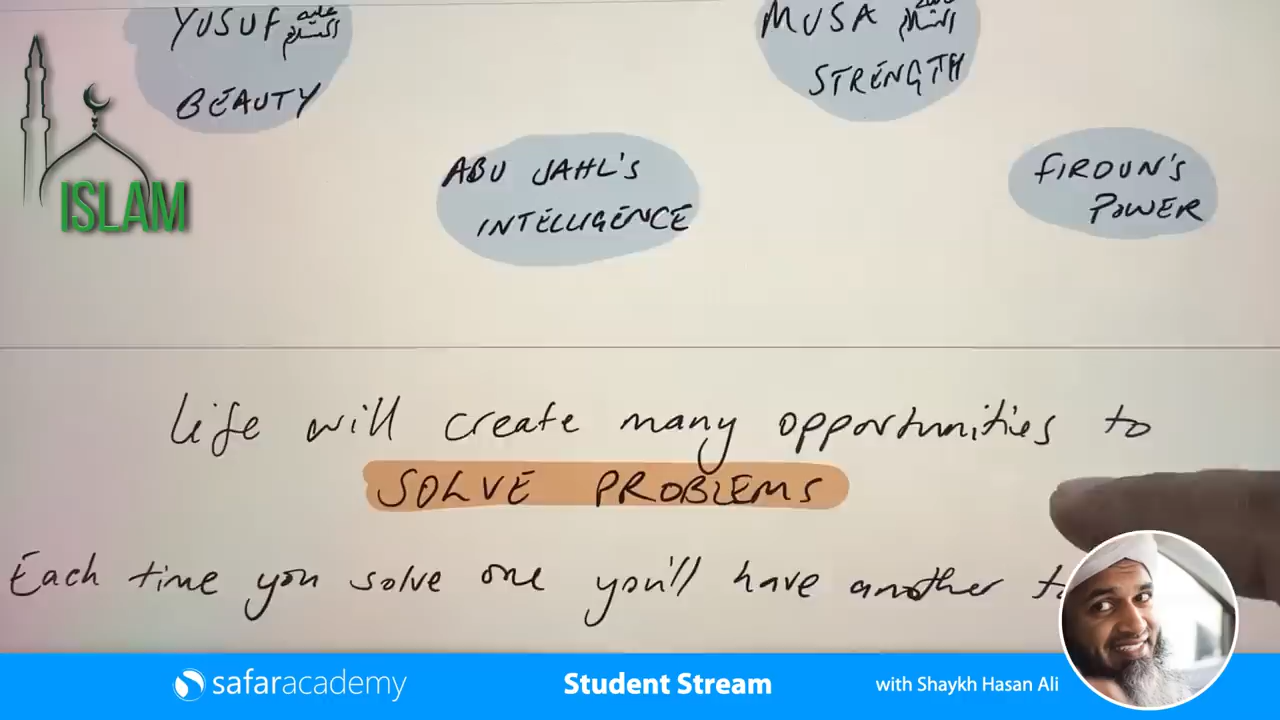 YUSUF عليه السلام
BEAUTY
MUSA عليه السلام
STRENGTH
ISLAM
ABU JAHL'S
INTELLIGENCE
FIROUN'S
POWER
Life will create many opportunities to
SOLVE PROBLEMS
Each time you solve one you'll have another
safaracademy
Student Stream
with Shaykh Hasan Ali